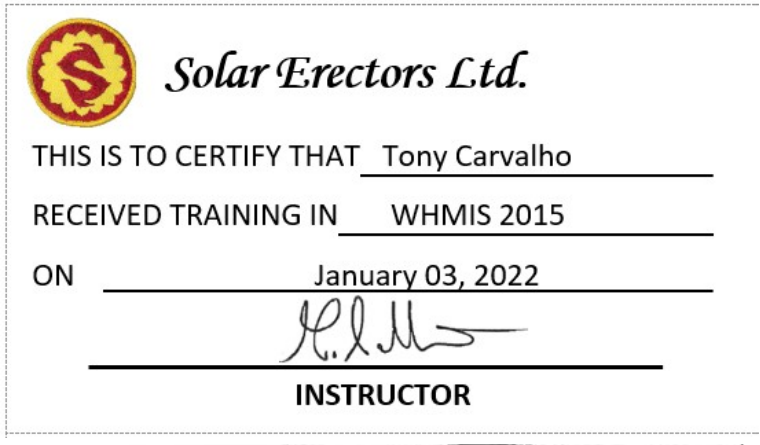 Solar Erectors Ltd.
THIS IS TO CERTIFY THAT Tony Carvalho
RECEIVED TRAINING IN WHMIS 2015
ON January 03, 2022
INSTRUCTOR